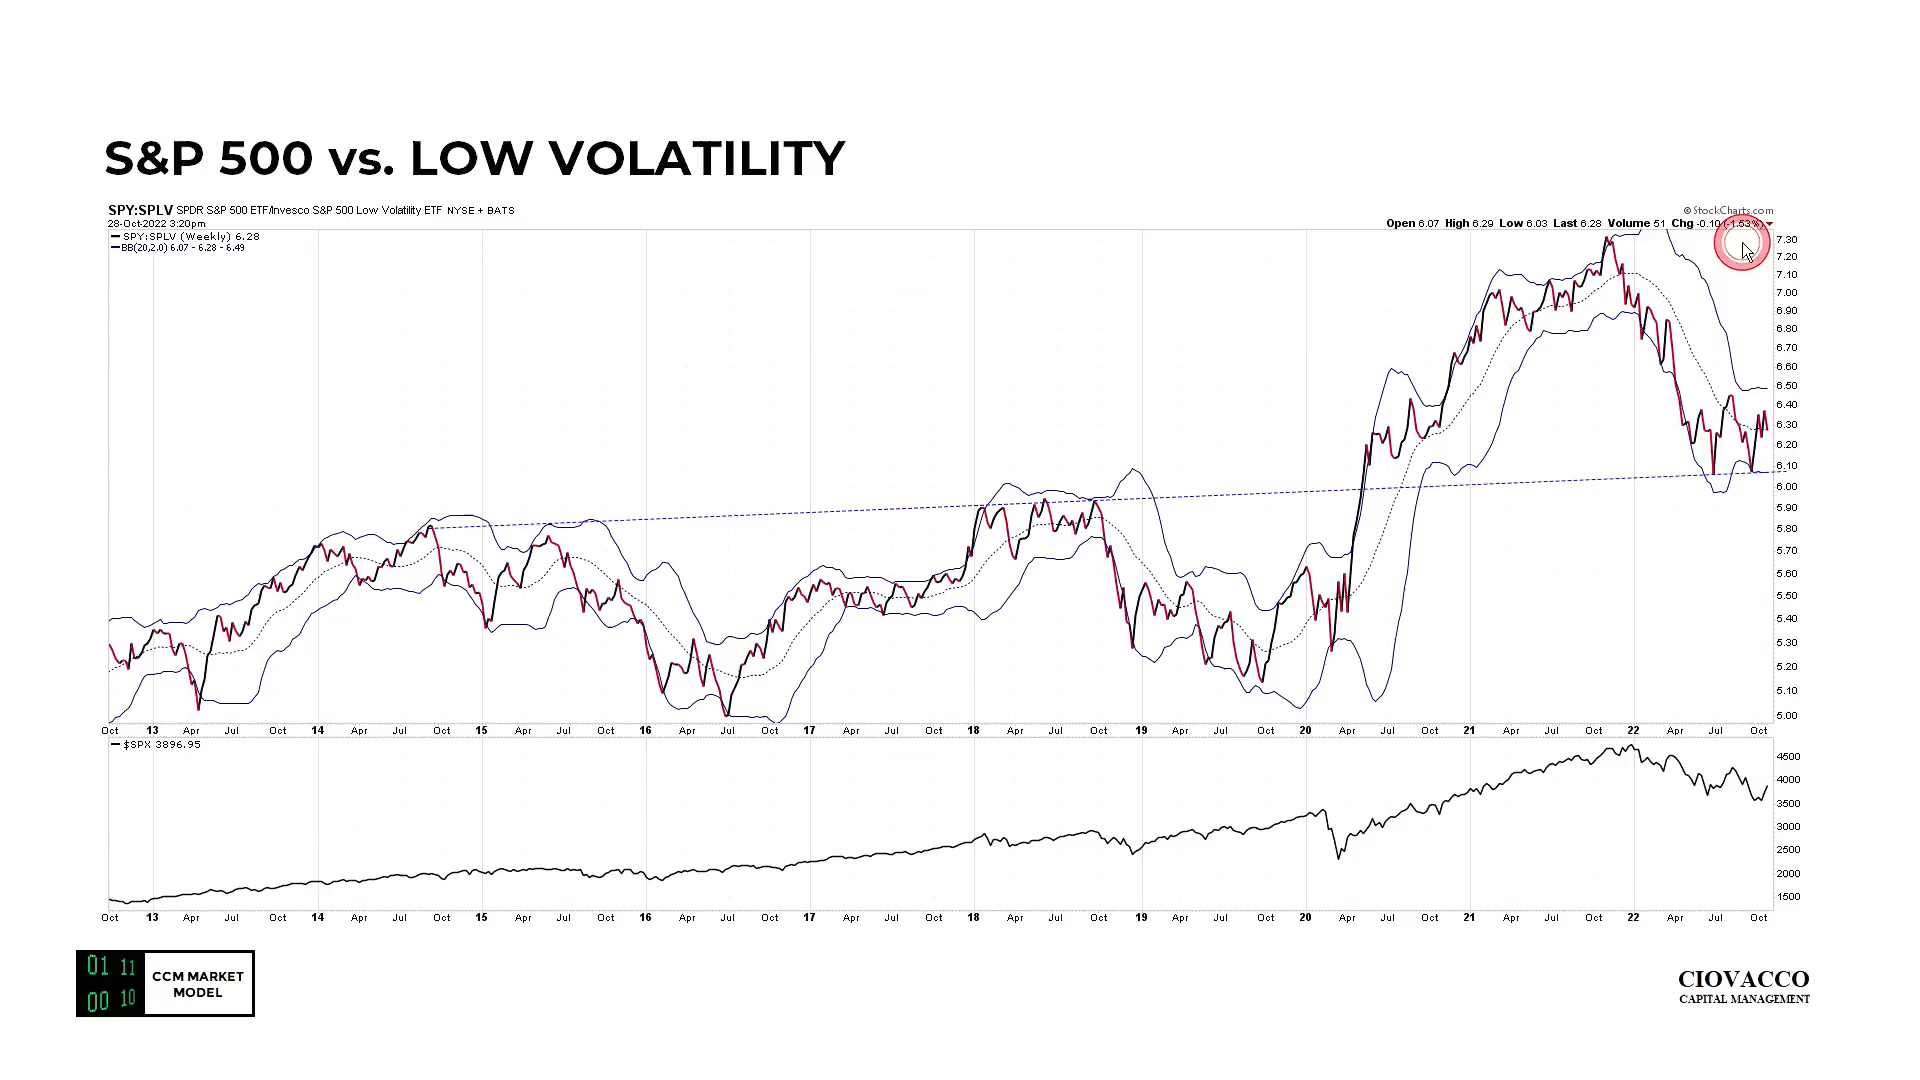 S&P 500 vs. LOW VOLATILITY
SPY:SPLV SPDR S&P 500 ETF/Invesco S&P 500 Low Volatility ETF NYSE + BATS
© StockCharts.com
28-Oct-2022 3:20pm
Open 6.07 High 6.29 Low 6.03 Last 6.28 Volume 51 Chg -0.10 (-1.53%)
SPY:SPLV (Weekly) 6.28
BB(20,2.0) 6.07 - 6.28 - 6.49
7.30
7.20
7.10
7.00
6.90
6.80
6.70
6.60
6.50
6.40
6.30
6.20
6.10
6.00
5.90
5.80
5.70
5.60
5.50
5.40
5.30
5.20
5.10
5.00
Oct 13 Apr Jul Oct 14 Apr Jul Oct 15 Apr Jul Oct 16 Apr Jul Oct 17 Apr Jul Oct 18 Apr Jul Oct 19 Apr Jul Oct 20 Apr Jul Oct 21 Apr Jul Oct 22 Apr Jul Oct
$SPX 3896.95
4500
4000
3500
3000
2500
2000
1500
Oct 13 Apr Jul Oct 14 Apr Jul Oct 15 Apr Jul Oct 16 Apr Jul Oct 17 Apr Jul Oct 18 Apr Jul Oct 19 Apr Jul Oct 20 Apr Jul Oct 21 Apr Jul Oct 22 Apr Jul Oct
01 11
00 10
CCM MARKET
MODEL
CIOVACCO
CAPITAL MANAGEMENT